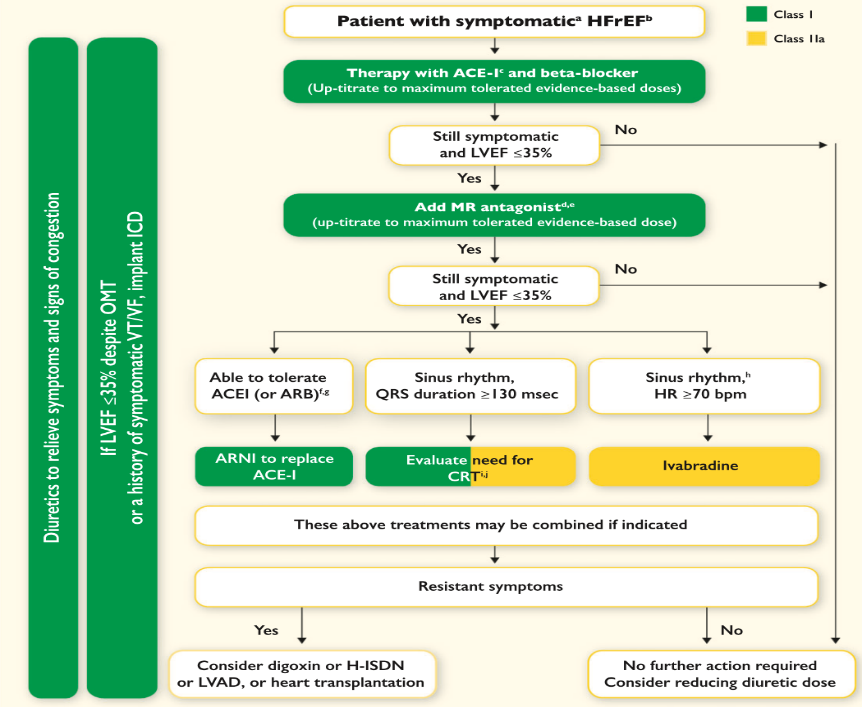 Patient with symptomaticᵃ HFrEFᵇ
Class I
Class IIa
Therapy with ACE-Iᶜ and beta-blocker
(Up-titrate to maximum tolerated evidence-based doses)
Still symptomatic
and LVEF ≤35%
No
Yes
Add MR antagonistᵈ,ᵉ
(up-titrate to maximum tolerated evidence-based dose)
Yes
Still symptomatic
and LVEF ≤35%
No
Yes
Able to tolerate
ACEI (or ARB)ᶠ,ᵍ
Sinus rhythm,
QRS duration ≥130 msec
Sinus rhythm,ʰ
HR ≥70 bpm
ARNI to replace
ACE-I
Evaluate need for
CRTⁱ,ʲ
Ivabradine
These above treatments may be combined if indicated
Resistant symptoms
Yes
No
Consider digoxin or H-ISDN
or LVAD, or heart transplantation
No further action required
Consider reducing diuretic dose
Diuretics to relieve symptoms and signs of congestion
If LVEF ≤35% despite OMT
or a history of symptomatic VT/VF, implant ICD